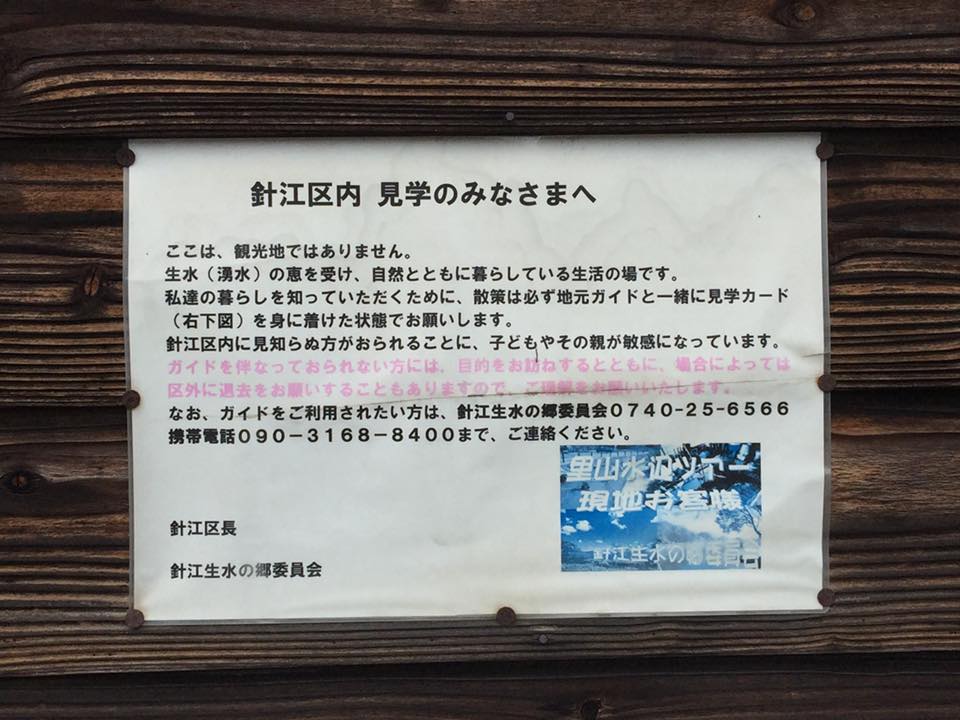 針江区内 見学のみなさまへ
ここは、観光地ではありません。
生水（湧水）の恵を受け、自然とともに暮らしている生活の場です。
私達の暮らしを知っていただくために、散策は必ず地元ガイドと一緒に見学カード
（右下図）を身に着けた状態でお願いします。
針江区内に見知らぬ方がおられることに、子どもやその親が敏感になっています。
ガイドを伴なっておられない方には、目的をお訪ねするとともに、場合によっては
区外に退去をお願いすることもありますので、ご理解をお願いいたします。
なお、ガイドをご利用されたい方は、針江生水の郷委員会０７４０-２５-６５６６
携帯電話０９０－３１６８－８４００まで、ご連絡ください。
里山水辺ツアー
現地お客様
針江生水の郷委員会
針江区長
針江生水の郷委員会